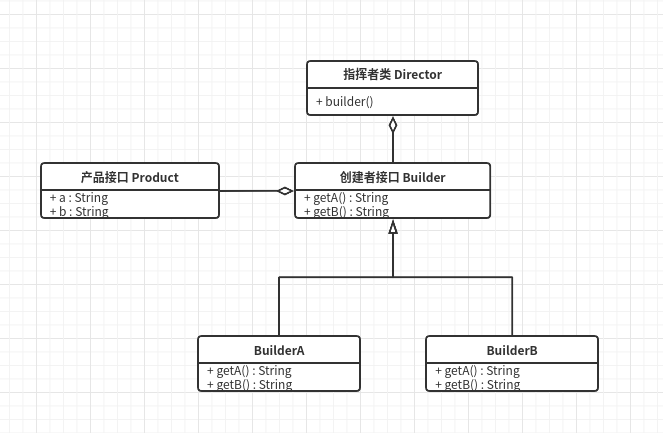 指挥者类 Director
+ builder()
产品接口 Product
+ a : String
+ b : String
创建者接口 Builder
+ getA() : String
+ getB() : String
BuilderA
+ getA() : String
+ getB() : String
BuilderB
+ getA() : String
+ getB() : String